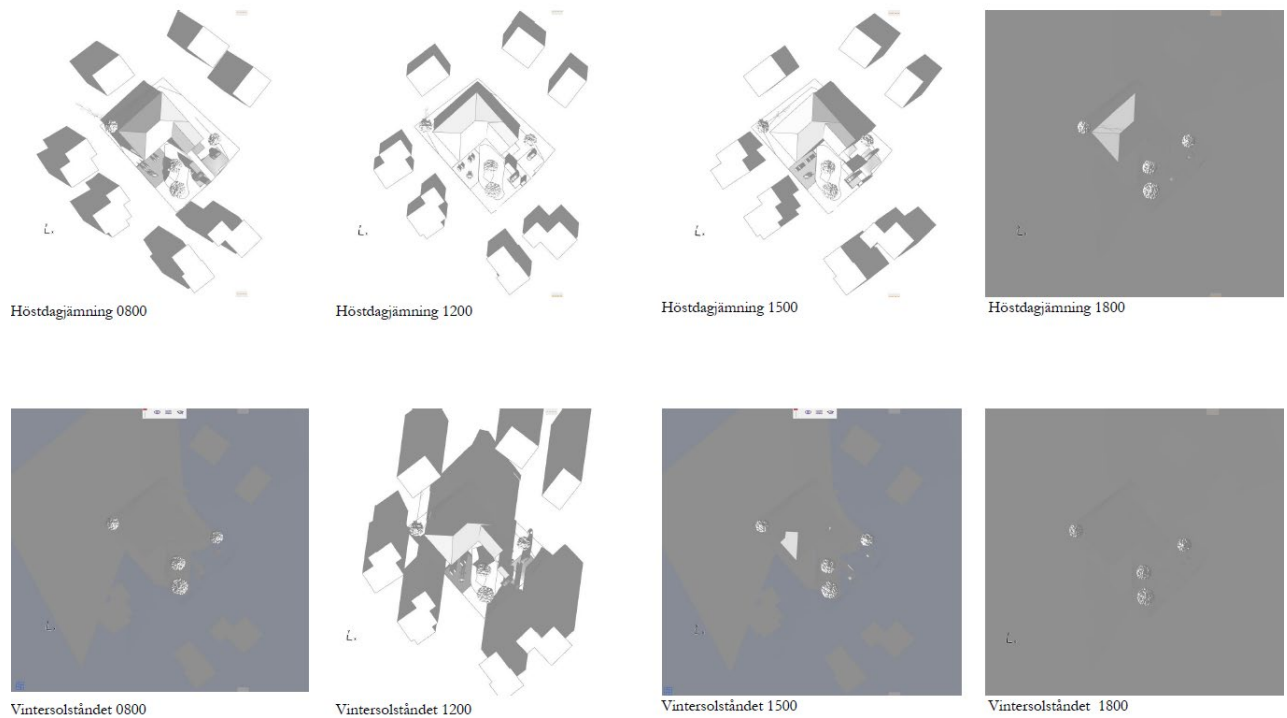 Höstdagjämning 0800
Höstdagjämning 1200
Höstdagjämning 1500
Höstdagjämning 1800
Vintersolståndet 0800
Vintersolståndet 1200
Vintersolståndet 1500
Vintersolståndet 1800